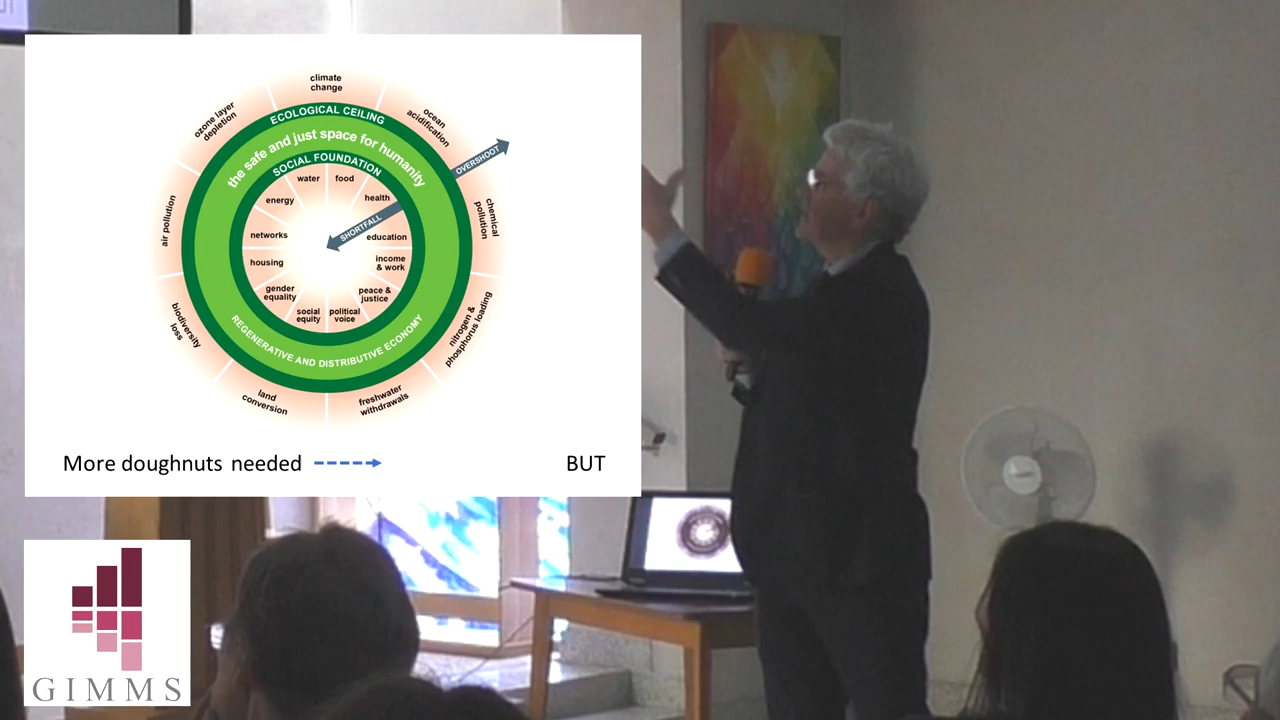 climate
change
ocean
acidification
chemical
pollution
nitrogen &
phosphorus loading
freshwater
withdrawals
land
conversion
biodiversity
loss
air pollution
ozone layer
depletion
ECOLOGICAL CEILING
the safe and just space for humanity
SOCIAL FOUNDATION
OVERSHOOT
SHORTFALL
water
food
health
education
income
& work
peace &
justice
political
voice
social
equity
gender
equality
housing
networks
energy
REGENERATIVE AND DISTRIBUTIVE ECONOMY
More doughnuts needed
BUT
GIMMS